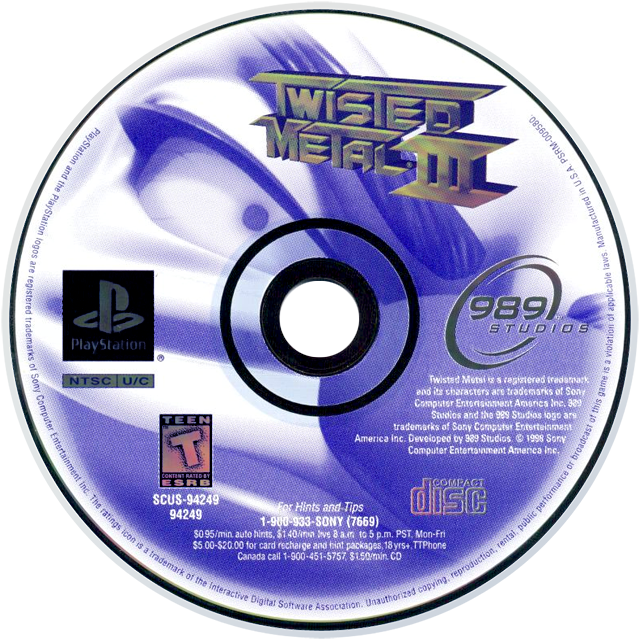 TWISTED
METAL III
989
STUDIOS
PlayStation
®
NTSC U/C
Twisted Metal is a registered trademark
and its characters are trademarks of Sony
Computer Entertainment America Inc. 989
Studios and the 989 Studios logo are
trademarks of Sony Computer Entertainment
America Inc. Developed by 989 Studios. © 1998 Sony
Computer Entertainment America Inc.
TEEN
T
CONTENT RATED BY
ESRB
SCUS-94249
94249
COMPACT
disc
For Hints and Tips
1-900-933-SONY (7669)
$0.95/min. auto hints, $1.40/min live 8 a.m. to 5 p.m. PST, Mon-Fri
$5.00-$20.00 for card recharge and hint packages, 18 yrs+, TTPhone
Canada call 1-900-451-5757, $1.50/min. CD
PlayStation and the PlayStation logos are registered trademarks of Sony Computer Entertainment Inc. The ratings icon is a trademark of the Interactive Digital Software Association. Unauthorized copying, reproduction, rental, public performance or broadcast of this game is a violation of applicable laws. Manufactured in U.S.A. PSRM-009580